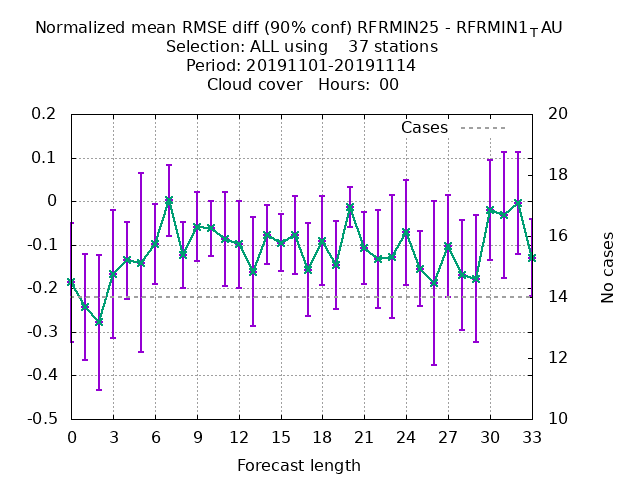 Normalized mean RMSE diff (90% conf) RFRMIN25 - RFRMIN1TAU
Selection: ALL using    37 stations
Period: 20191101-20191114
Cloud cover   Hours:  00
Cases
0.2
0.1
0
-0.1
-0.2
-0.3
-0.4
-0.5
20
18
16
14
12
10
No cases
0 3 6 9 12 15 18 21 24 27 30 33
Forecast length